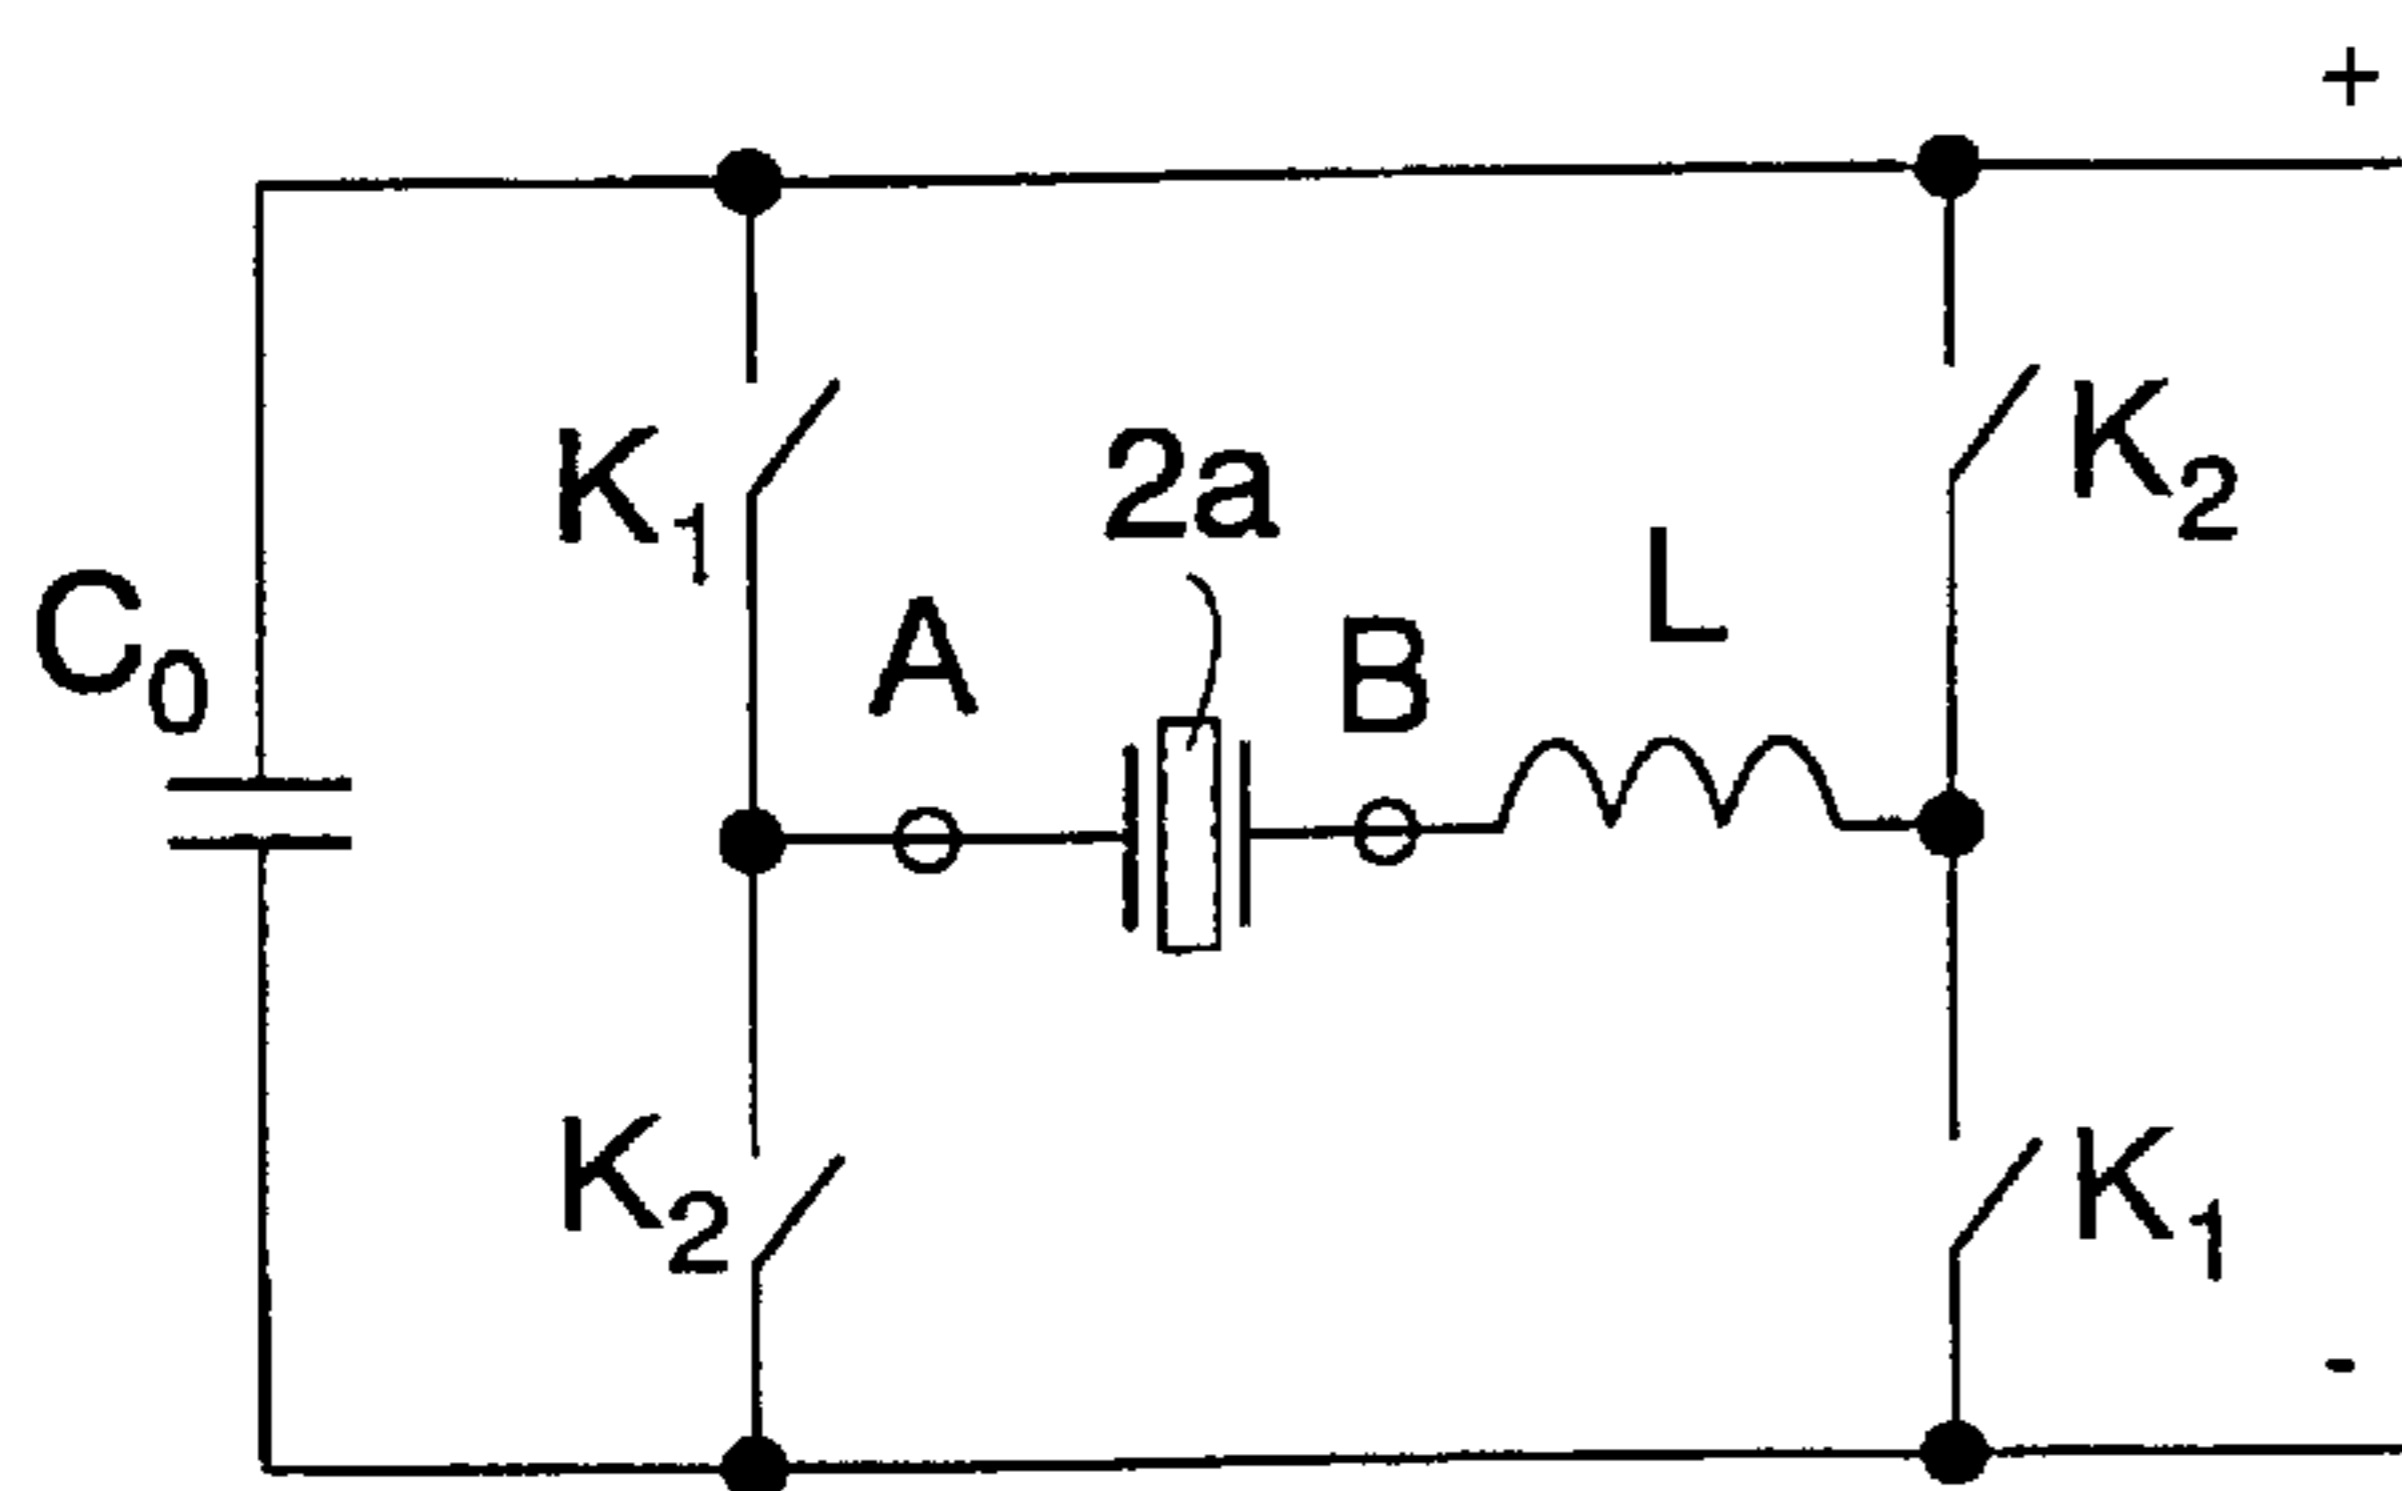 +
K₁
K₂
2a
L
C₀
A
B
K₂
K₁
-